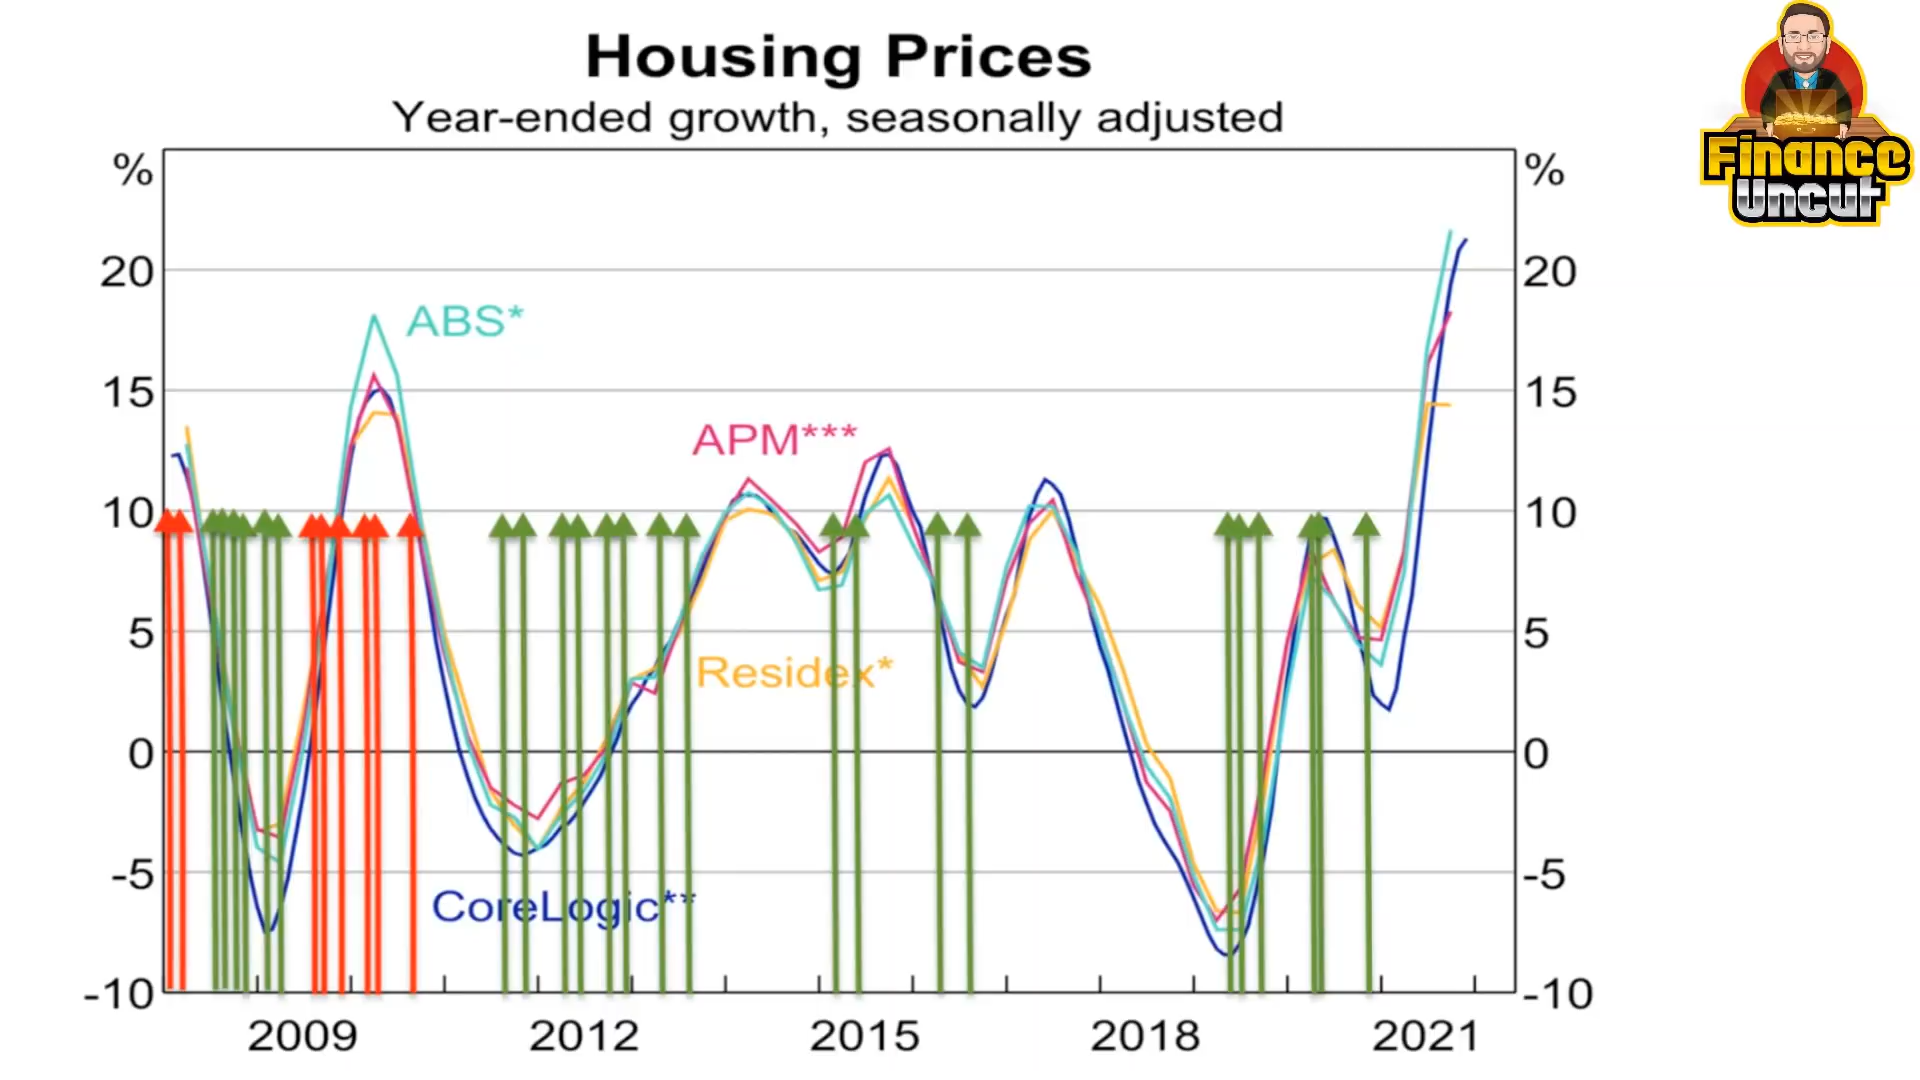 Housing Prices
Year-ended growth, seasonally adjusted
Finance
Uncut
% %
20 20
ABS*
15 15
APM***
10 10
5 5
Residex*
0 0
-5 -5
CoreLogic**
-10 -10
2009 2012 2015 2018 2021